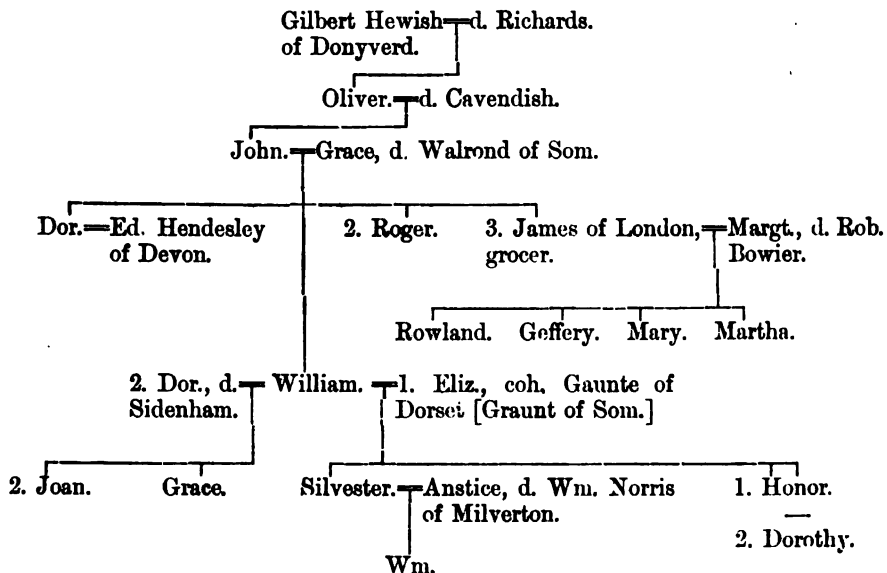 Gilbert Hewish═d. Richards.
of Donyverd.
Oliver.═d. Cavendish.
John.═Grace, d. Walrond of Som.
Dor.═Ed. Hendesley
of Devon.
2. Roger.
3. James of London,═Margt., d. Rob.
grocer.
Bowier.
Rowland. Geffery. Mary. Martha.
2. Dor., d.═William.═1. Eliz., coh. Gaunte of
Sidenham.
Dorset [Graunt of Som.]
2. Joan. Grace. Silvester.═Anstice, d. Wm. Norris
of Milverton.
1. Honor.
2. Dorothy.
Wm.